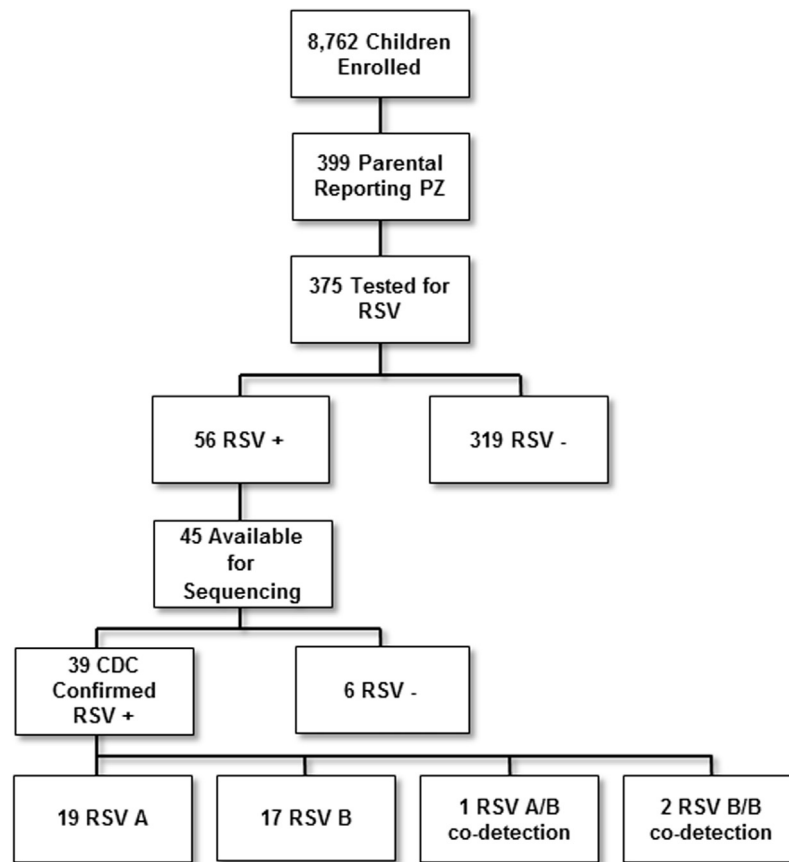 8,762 Children
Enrolled
399 Parental
Reporting PZ
375 Tested for
RSV
56 RSV +
319 RSV -
45 Available
for
Sequencing
39 CDC
Confirmed
RSV +
6 RSV -
19 RSV A
17 RSV B
1 RSV A/B
co-detection
2 RSV B/B
co-detection